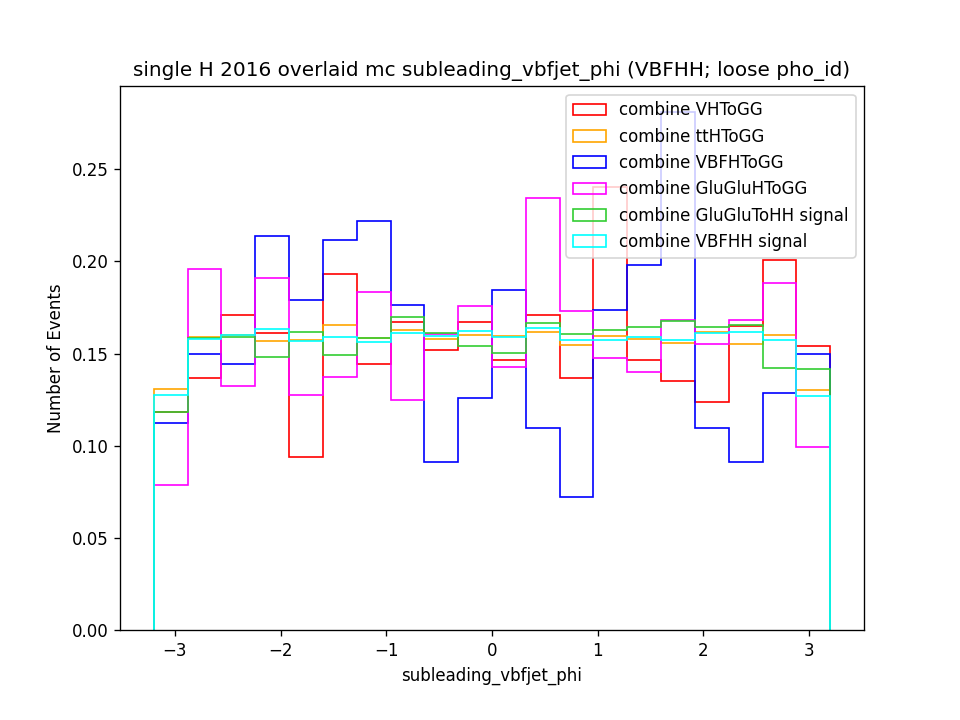 single H 2016 overlaid mc subleading_vbfjet_phi (VBFHH; loose pho_id)
combine VHToGG
combine ttHToGG
combine VBFHToGG
combine GluGluHToGG
combine GluGluToHH signal
combine VBFHH signal
Number of Events
0.25
0.20
0.15
0.10
0.05
0.00
−3
−2
−1
0
1
2
3
subleading_vbfjet_phi